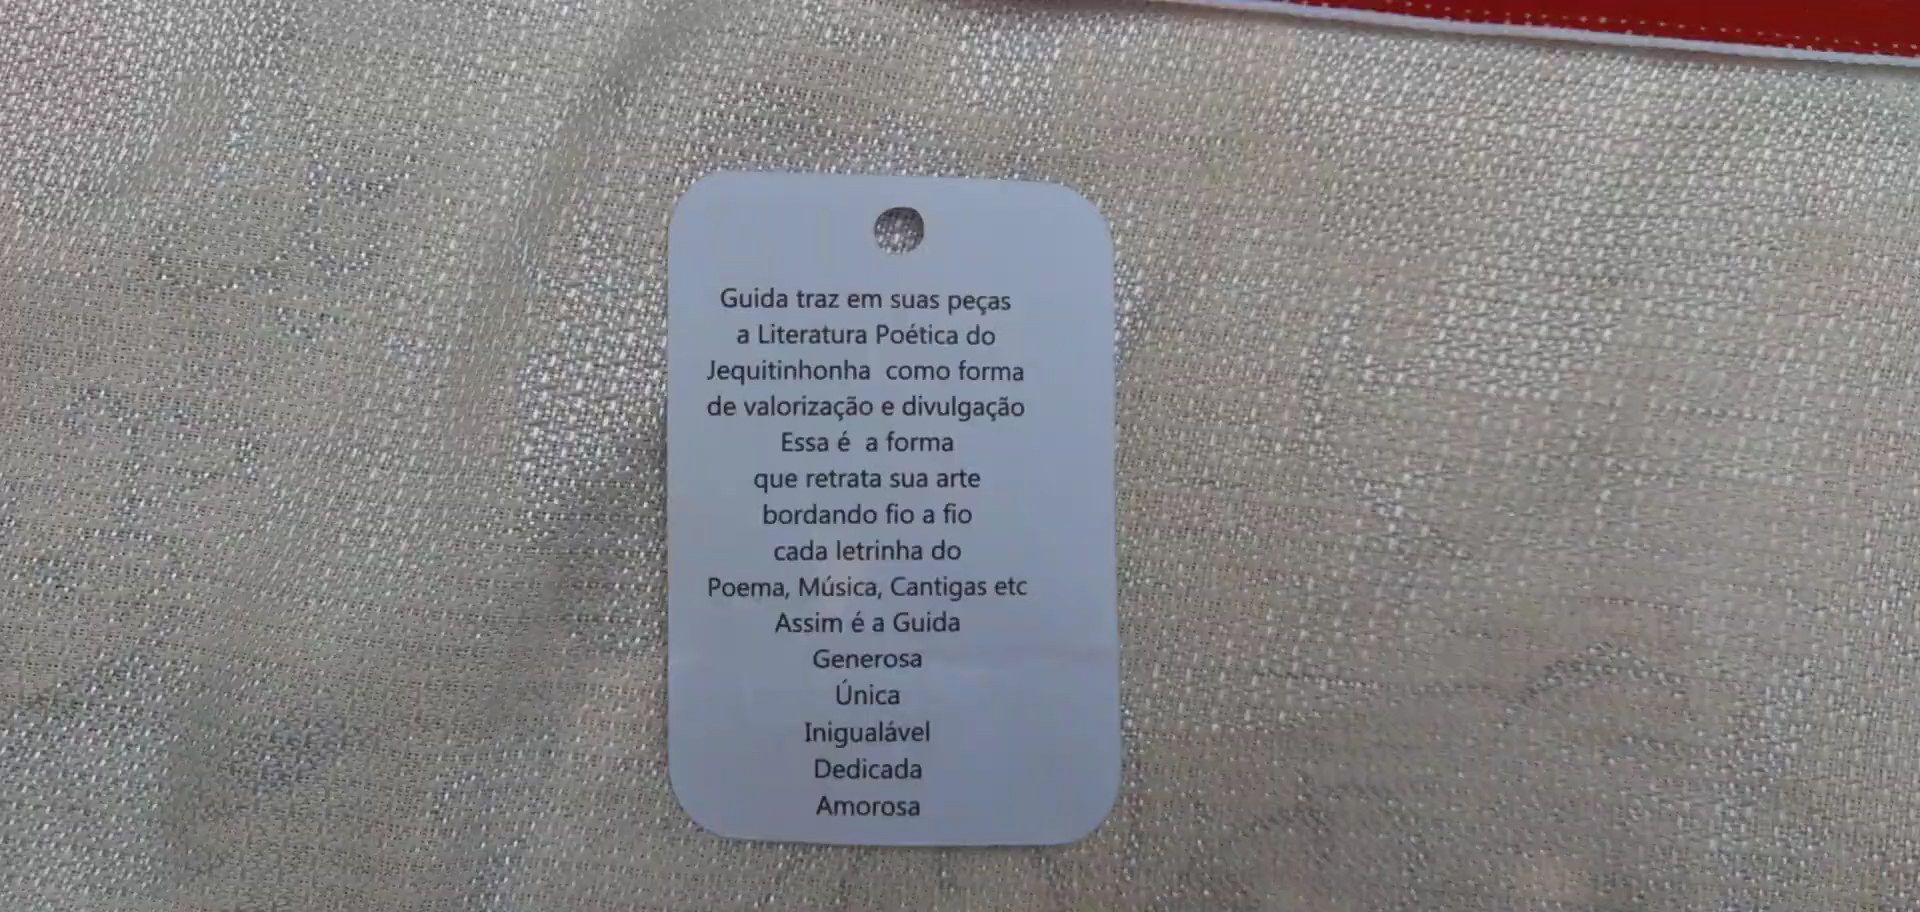 Guida traz em suas peças
a Literatura Poética do
Jequitinhonha como forma
de valorização e divulgação
Essa é a forma
que retrata sua arte
bordando fio a fio
cada letrinha do
Poema, Música, Cantigas etc
Assim é a Guida
Generosa
Única
Inigualável
Dedicada
Amorosa